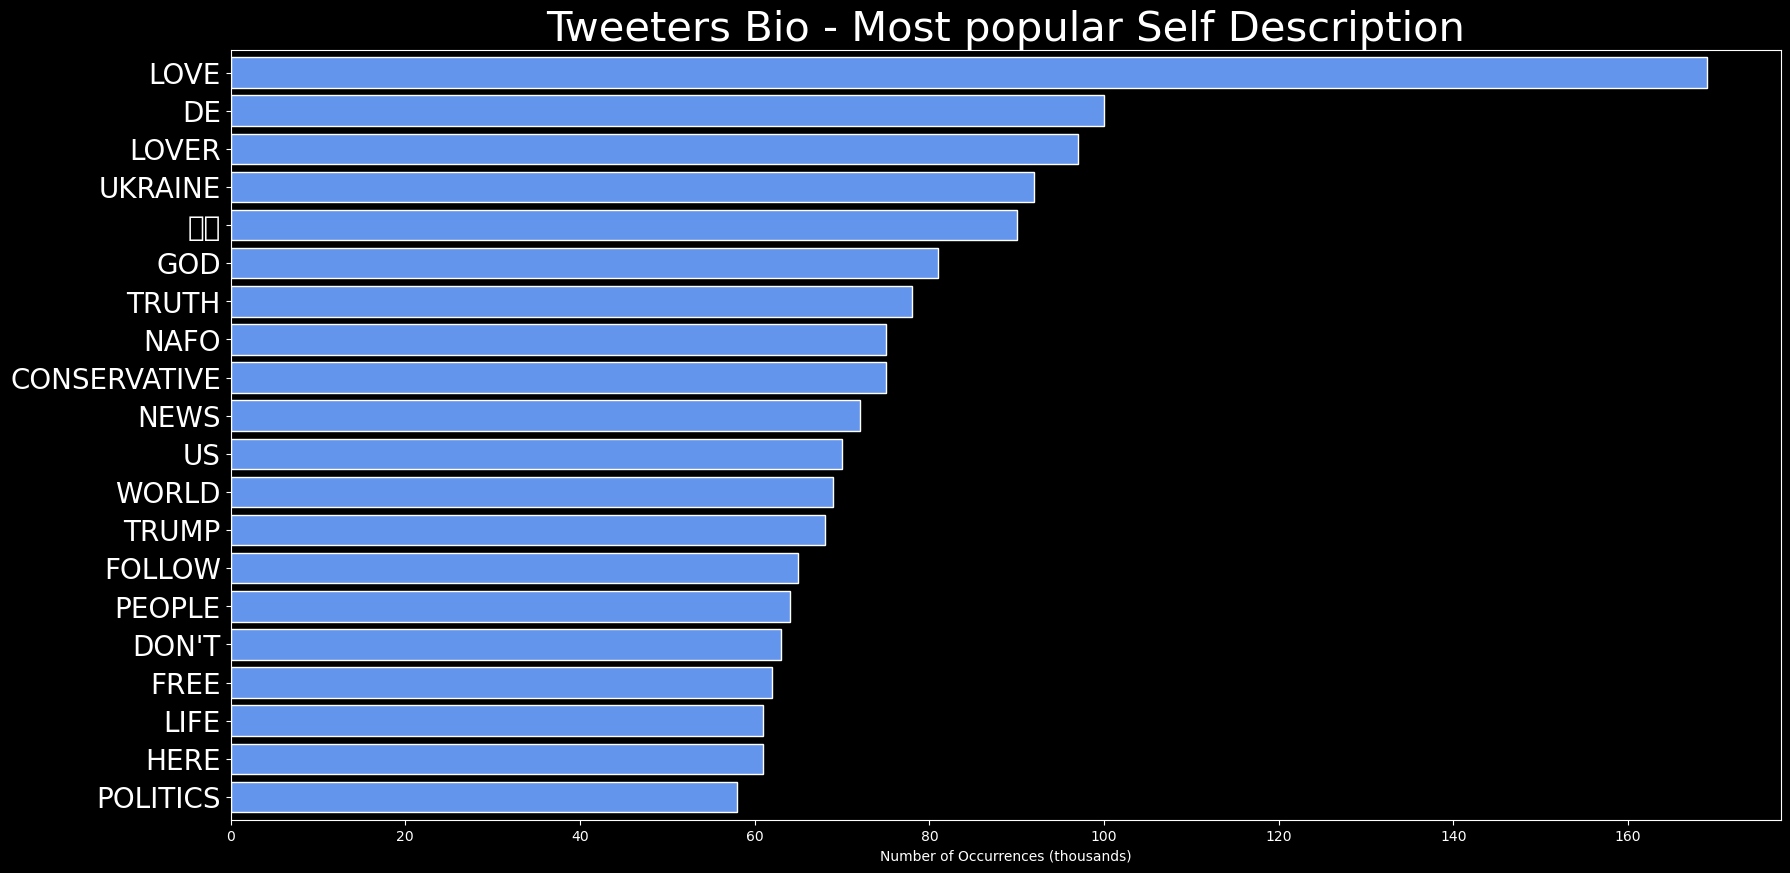 Tweeters Bio - Most popular Self Description
LOVE
DE
LOVER
UKRAINE
GOD
TRUTH
NAFO
CONSERVATIVE
NEWS
US
WORLD
TRUMP
FOLLOW
PEOPLE
DON'T
FREE
LIFE
HERE
POLITICS
0 20 40 60 80 100 120 140 160
Number of Occurrences (thousands)